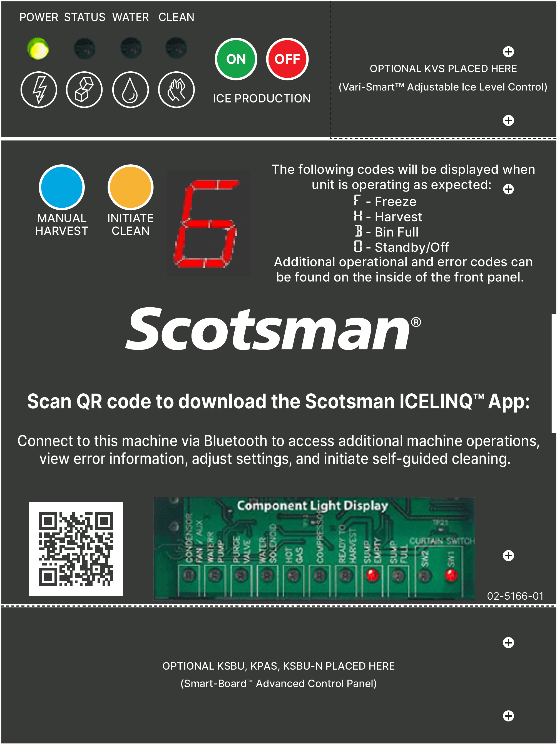 POWER STATUS WATER CLEAN
ON OFF
ICE PRODUCTION
OPTIONAL KVS PLACED HERE
(Vari-Smart™ Adjustable Ice Level Control)
MANUAL HARVEST
INITIATE CLEAN
6
The following codes will be displayed when
unit is operating as expected:
F - Freeze
H - Harvest
B - Bin Full
O - Standby/Off
Additional operational and error codes can
be found on the inside of the front panel.
Scotsman®
Scan QR code to download the Scotsman ICELINQ™ App:
Connect to this machine via Bluetooth to access additional machine operations,
view error information, adjust settings, and initiate self-guided cleaning.
Component Light Display
CONDENSOR FAN / AUX
WATERR PUMP
PURGE VALVE
WATER SOLENOID
HOT GAS
COMPRESSOR
READY TO HARVEST
SUMP EMPTY
SUMP FULL
TP21
CURTAIN SWITCH
SW2
SW1
02-5166-01
OPTIONAL KSBU, KPAS, KSBU-N PLACED HERE
(Smart-Board™ Advanced Control Panel)